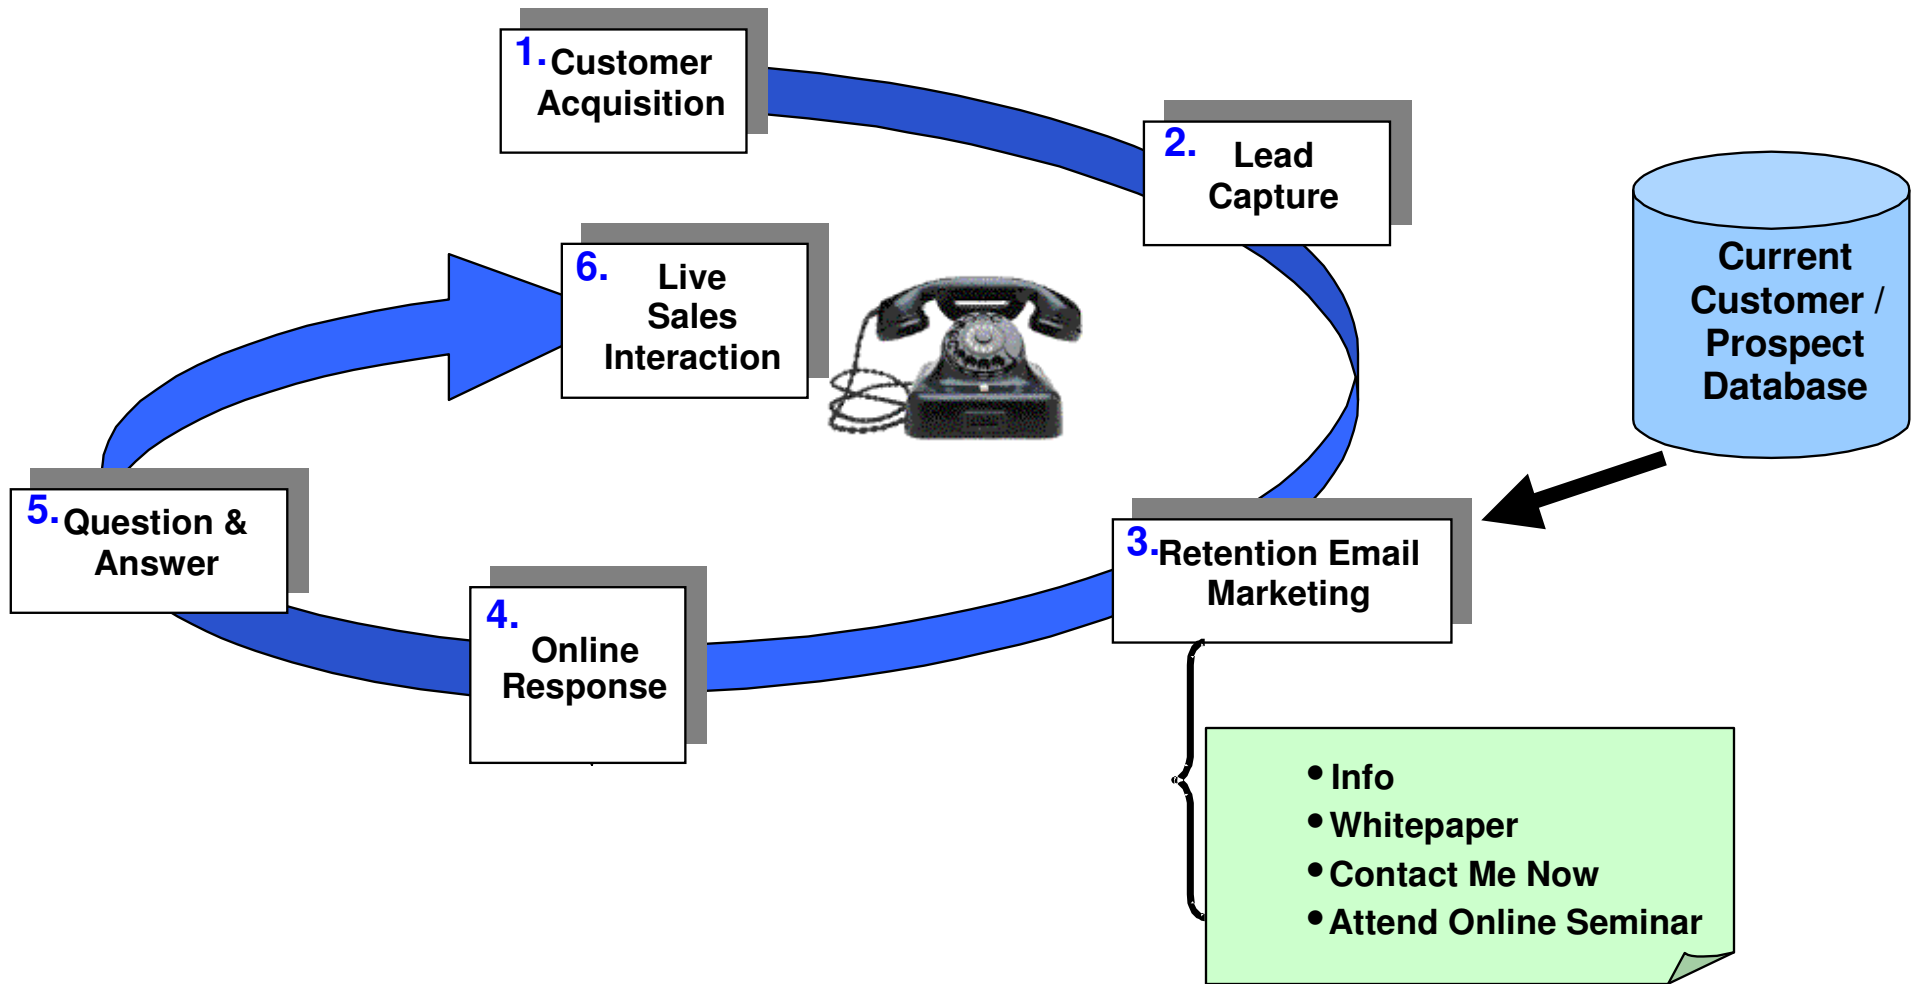 1. Customer
Acquisition
2. Lead
Capture
3. Retention Email
Marketing
4. Online
Response
5. Question &
Answer
6. Live
Sales
Interaction
Current
Customer /
Prospect
Database
• Info
• Whitepaper
• Contact Me Now
• Attend Online Seminar